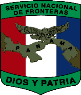 SERVICIO NACIONAL
DE FRONTERAS
DIOS Y PATRIA